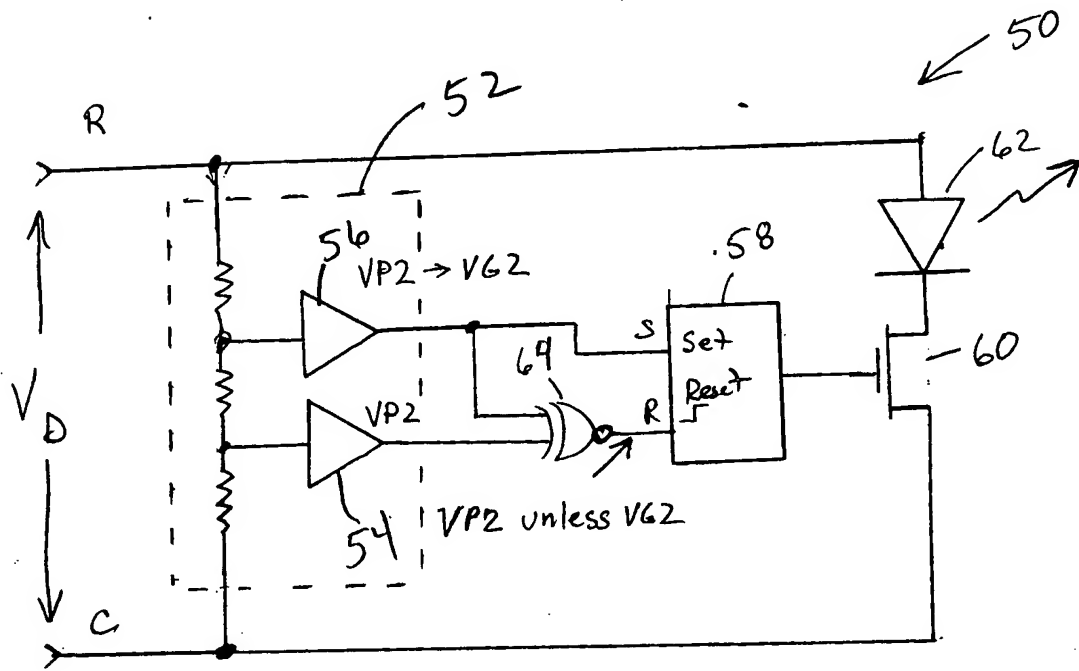 50
52
R
62
56
VP2 → VG2
.58
S
Set
60
64
Reset
R
VP2
V
D
54
VP2 unless VG2
C